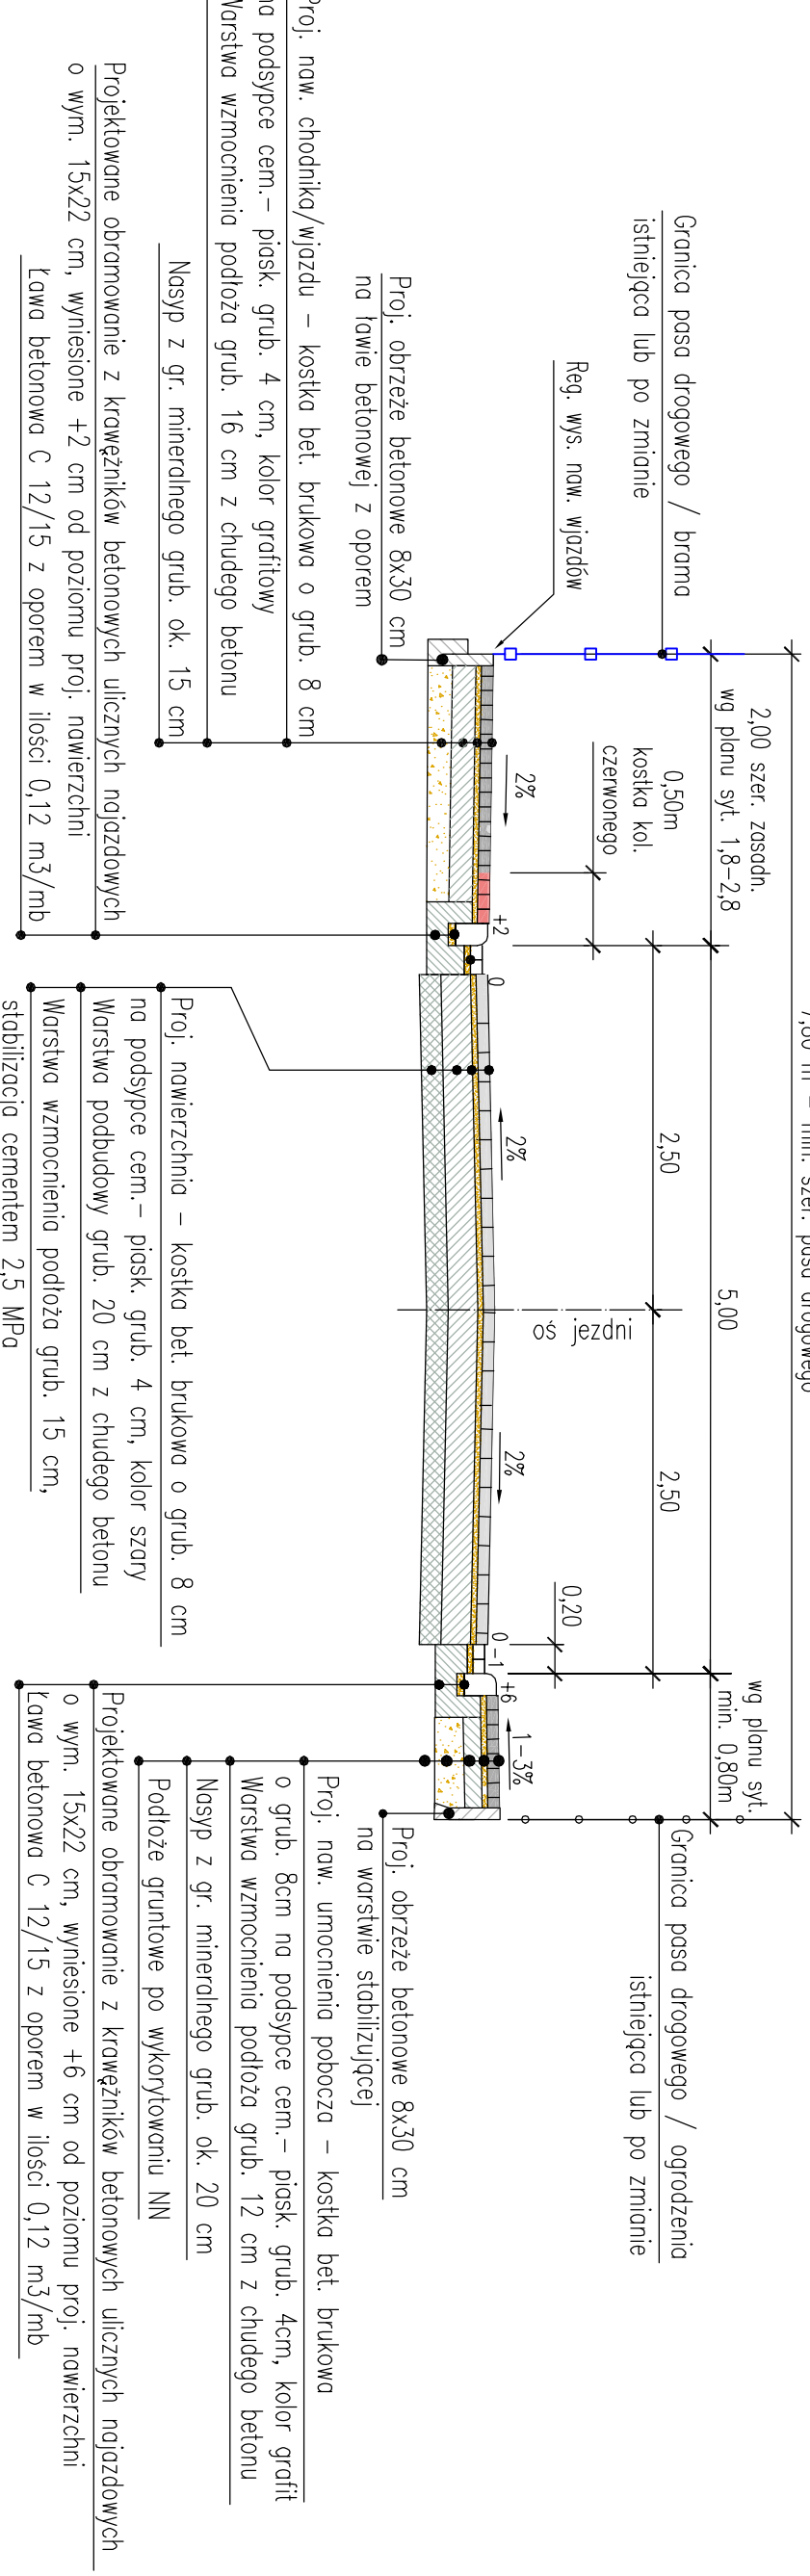 7,80 m – min. szer. pasa drogowego
2,00 szer. zasadn.
wg planu syt. 1,8–2,8
5,00
wg planu syt.
min. 0,80m
Granica pasa drogowego / brama
istniejąca lub po zmianie
0,50m
kostka kol.
czerwonego
2,50
2,50
Granica pasa drogowego / ogrodzenia
istniejąca lub po zmianie
Reg. wys. naw. wjazdów
oś jezdni
0,20
2%
+2
0
2%
2%
0
–1
+6
1–3%
Proj. obrzeże betonowe 8x30 cm
na ławie betonowej z oporem
Proj. naw. chodnika/wjazdu – kostka bet. brukowa o grub. 8 cm
na podsypce cem.– piask. grub. 4 cm, kolor grafitowy
Warstwa wzmocnienia podłoża grub. 16 cm z chudego betonu
Nasyp z gr. mineralnego grub. ok. 15 cm
Projektowane obramowanie z krawężników betonowych ulicznych najazdowych
o wym. 15x22 cm, wyniesione +2 cm od poziomu proj. nawierzchni
Ława betonowa C 12/15 z oporem w ilości 0,12 m3/mb
Proj. nawierzchnia – kostka bet. brukowa o grub. 8 cm
na podsypce cem.– piask. grub. 4 cm, kolor szary
Warstwa podbudowy grub. 20 cm z chudego betonu
Warstwa wzmocnienia podłoża grub. 15 cm,
stabilizacja cementem 2,5 MPa
Proj. obrzeże betonowe 8x30 cm
na warstwie stabilizującej
Proj. naw. umocnienia pobocza – kostka bet. brukowa
o grub. 8cm na podsypce cem.– piask. grub. 4cm, kolor grafit
Warstwa wzmocnienia podłoża grub. 12 cm z chudego betonu
Nasyp z gr. mineralnego grub. ok. 20 cm
Podłoże gruntowe po wykorytowaniu NN
Projektowane obramowanie z krawężników betonowych ulicznych najazdowych
o wym. 15x22 cm, wyniesione +6 cm od poziomu proj. nawierzchni
Ława betonowa C 12/15 z oporem w ilości 0,12 m3/mb